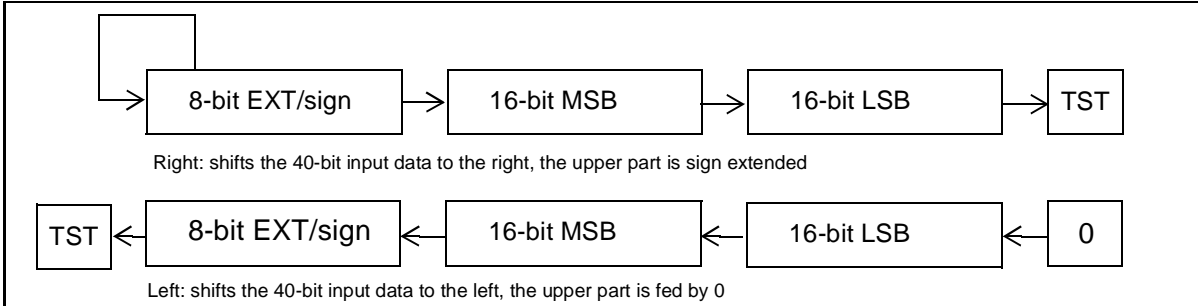 8-bit EXT/sign 16-bit MSB 16-bit LSB TST
Right: shifts the 40-bit input data to the right, the upper part is sign extended
TST 8-bit EXT/sign 16-bit MSB 16-bit LSB 0
Left: shifts the 40-bit input data to the left, the upper part is fed by 0